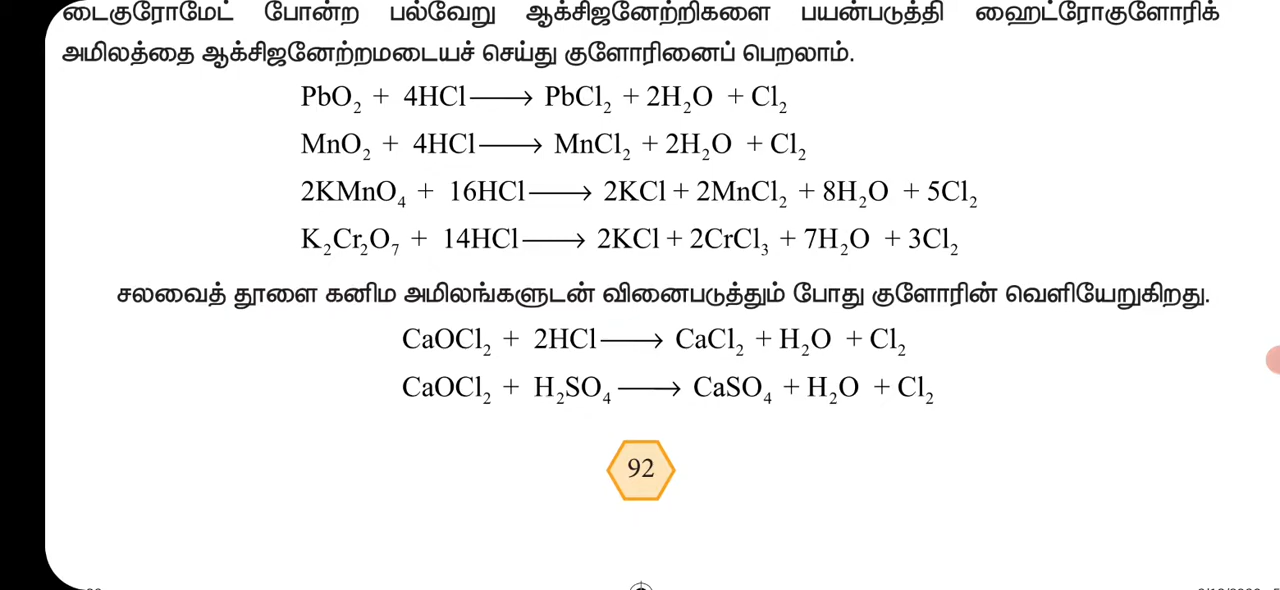 டைகுரோமேட் போன்ற பல்வேறு ஆக்சிஜனேற்றிகளை பயன்படுத்தி ஹைட்ரோகுளோரிக்
அமிலத்தை ஆக்சிஜனேற்றமடையச் செய்து குளோரினைப் பெறலாம்.
PbO₂ + 4HCl ⟶ PbCl₂ + 2H₂O + Cl₂
MnO₂ + 4HCl ⟶ MnCl₂ + 2H₂O + Cl₂
2KMnO₄ + 16HCl ⟶ 2KCl + 2MnCl₂ + 8H₂O + 5Cl₂
K₂Cr₂O₇ + 14HCl ⟶ 2KCl + 2CrCl₃ + 7H₂O + 3Cl₂
சலவைத் தூளை கனிம அமிலங்களுடன் வினைபடுத்தும் போது குளோரின் வெளியேறுகிறது.
CaOCl₂ + 2HCl ⟶ CaCl₂ + H₂O + Cl₂
CaOCl₂ + H₂SO₄ ⟶ CaSO₄ + H₂O + Cl₂
92